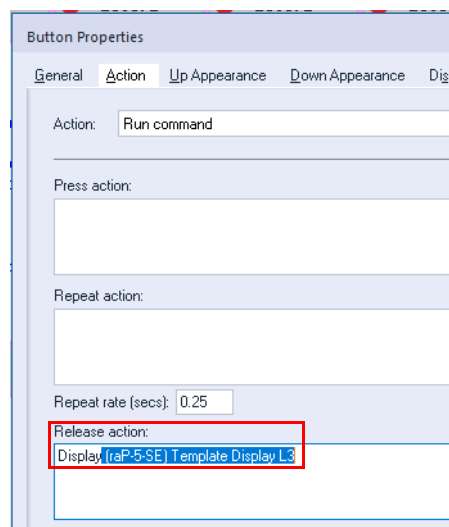 Button Properties
General Action Up Appearance Down Appearance Dis
Action: Run command
Press action:
Repeat action:
Repeat rate (secs): 0.25
Release action:
Display (raP-5-SE) Template Display L3